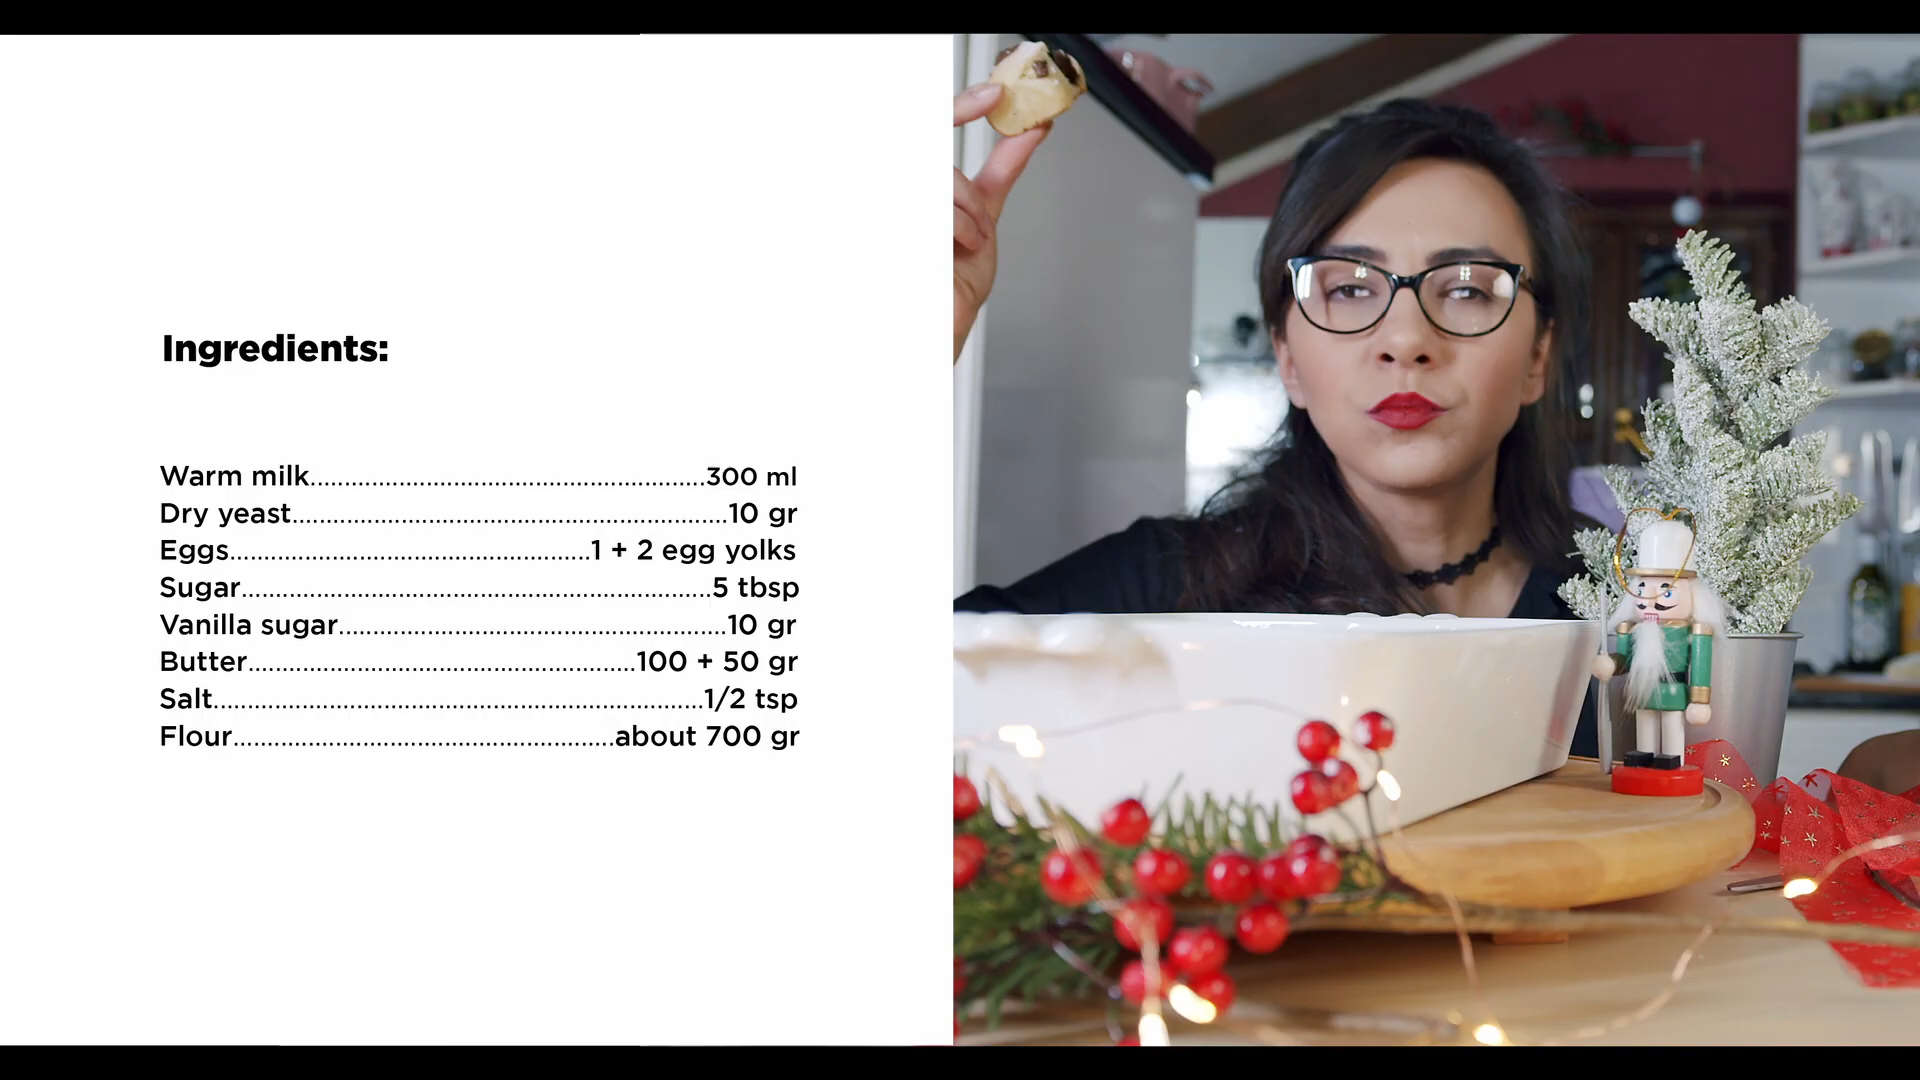 Ingredients:
Warm milk..............................................................300 ml
Dry yeast....................................................................10 gr
Eggs........................................................1 + 2 egg yolks
Sugar.........................................................................5 tbsp
Vanilla sugar............................................................10 gr
Butter............................................................100 + 50 gr
Salt............................................................................1/2 tsp
Flour...........................................................about 700 gr